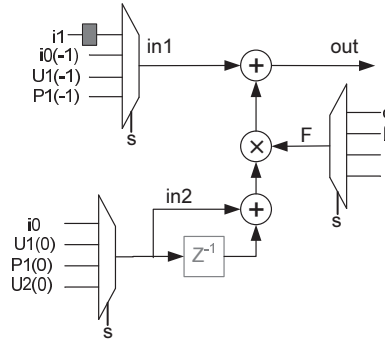 i1
i0(-1)
U1(-1)
P1(-1)
s
in1
out
F
s
in2
i0
U1(0)
P1(0)
U2(0)
Z-1
s